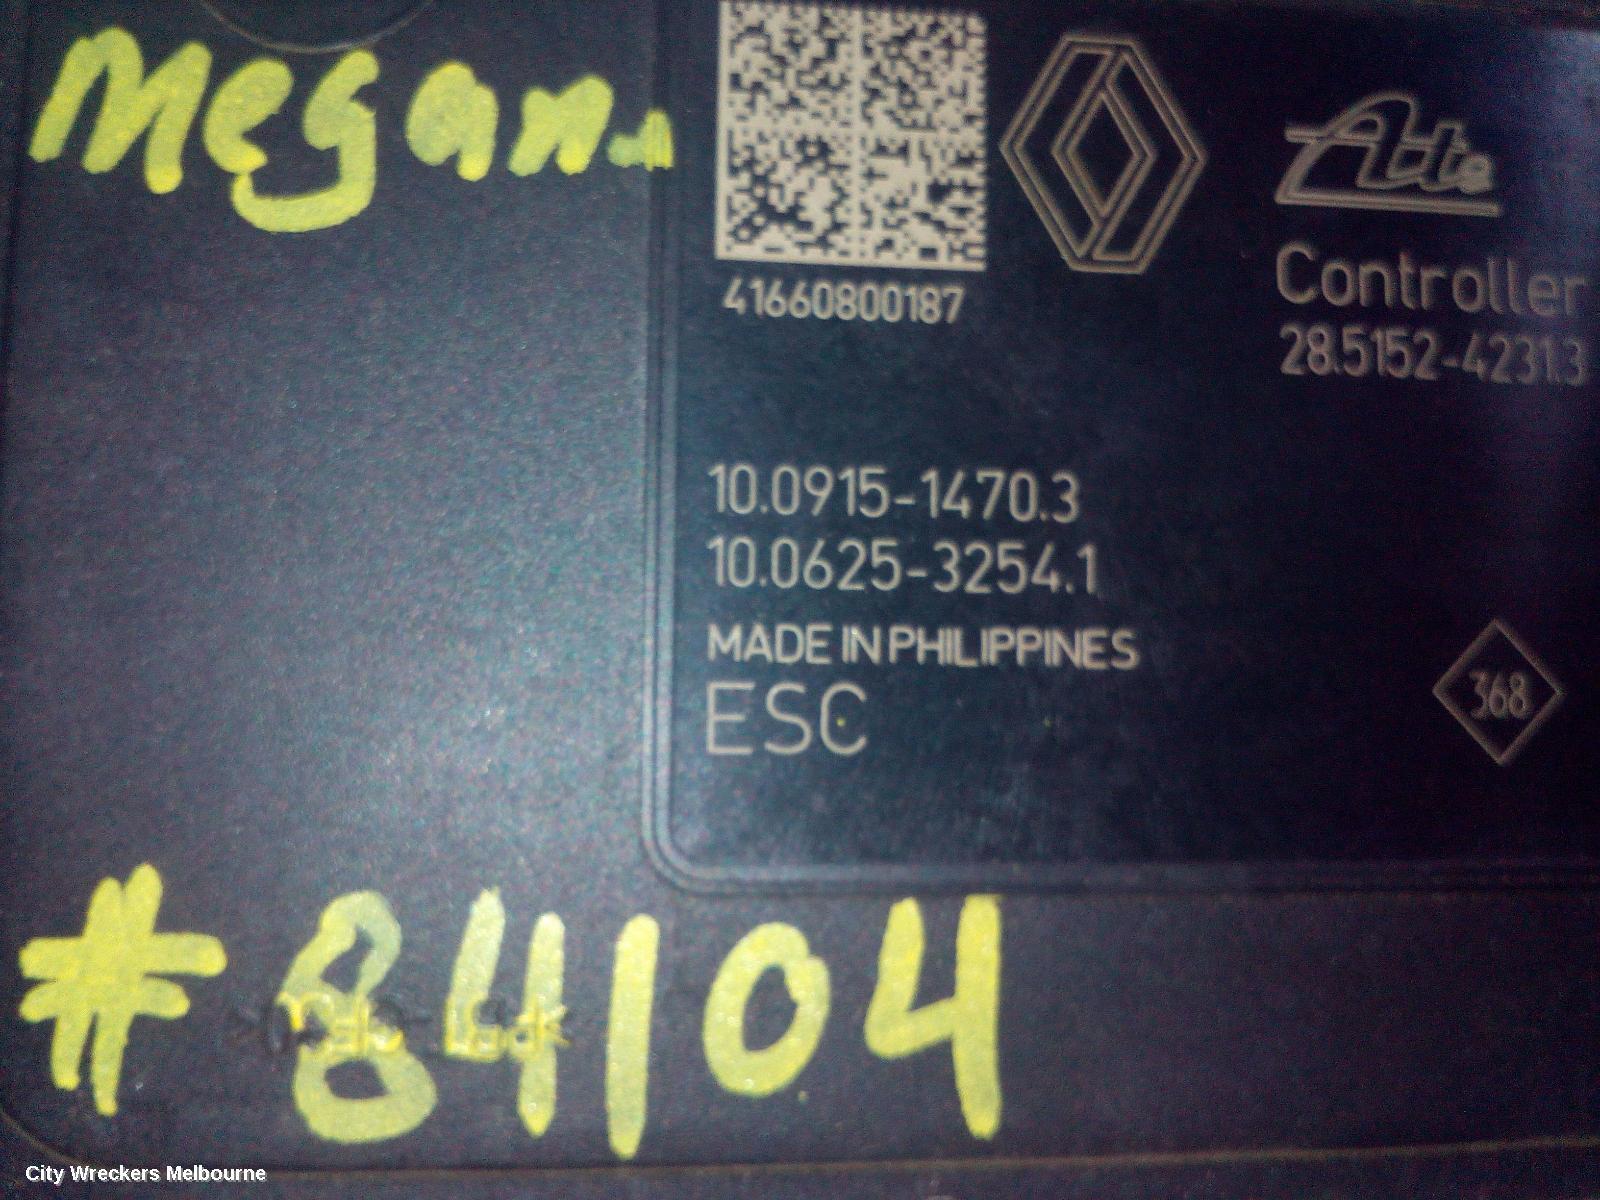 Megane
41660800187
Ate
Controller
28.5152-4231.3
10.0915-1470.3
10.0625-3254.1
MADE IN PHILIPPINES
ESC
368
#84104
City Wreckers Melbourne